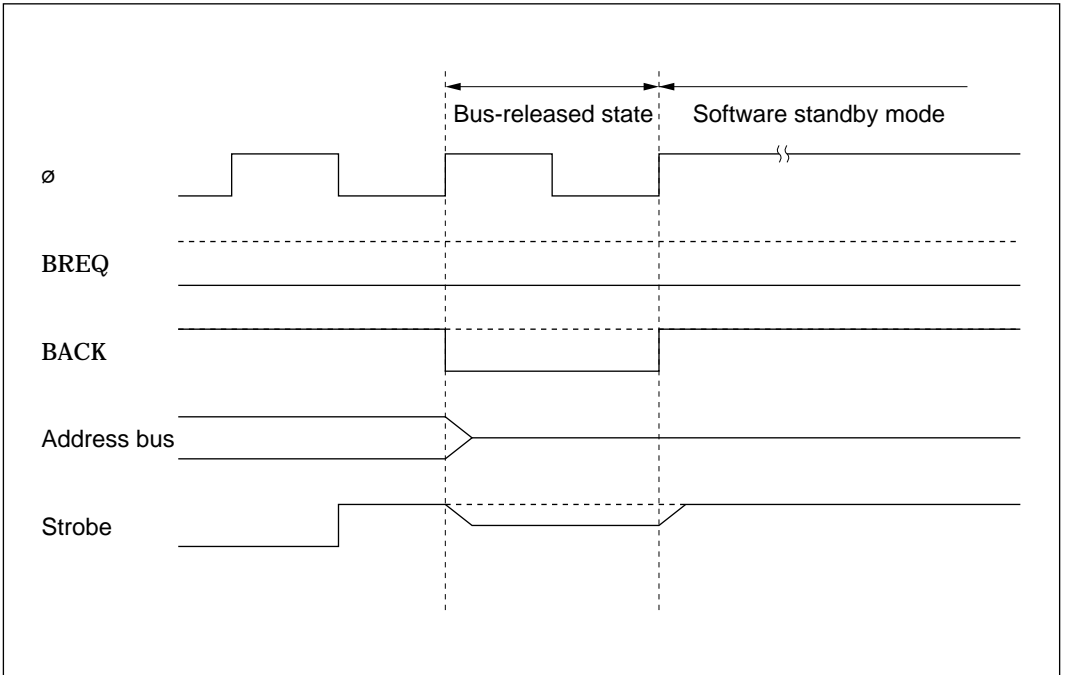 Bus-released state Software standby mode
ø
BREQ
BACK
Address bus
Strobe